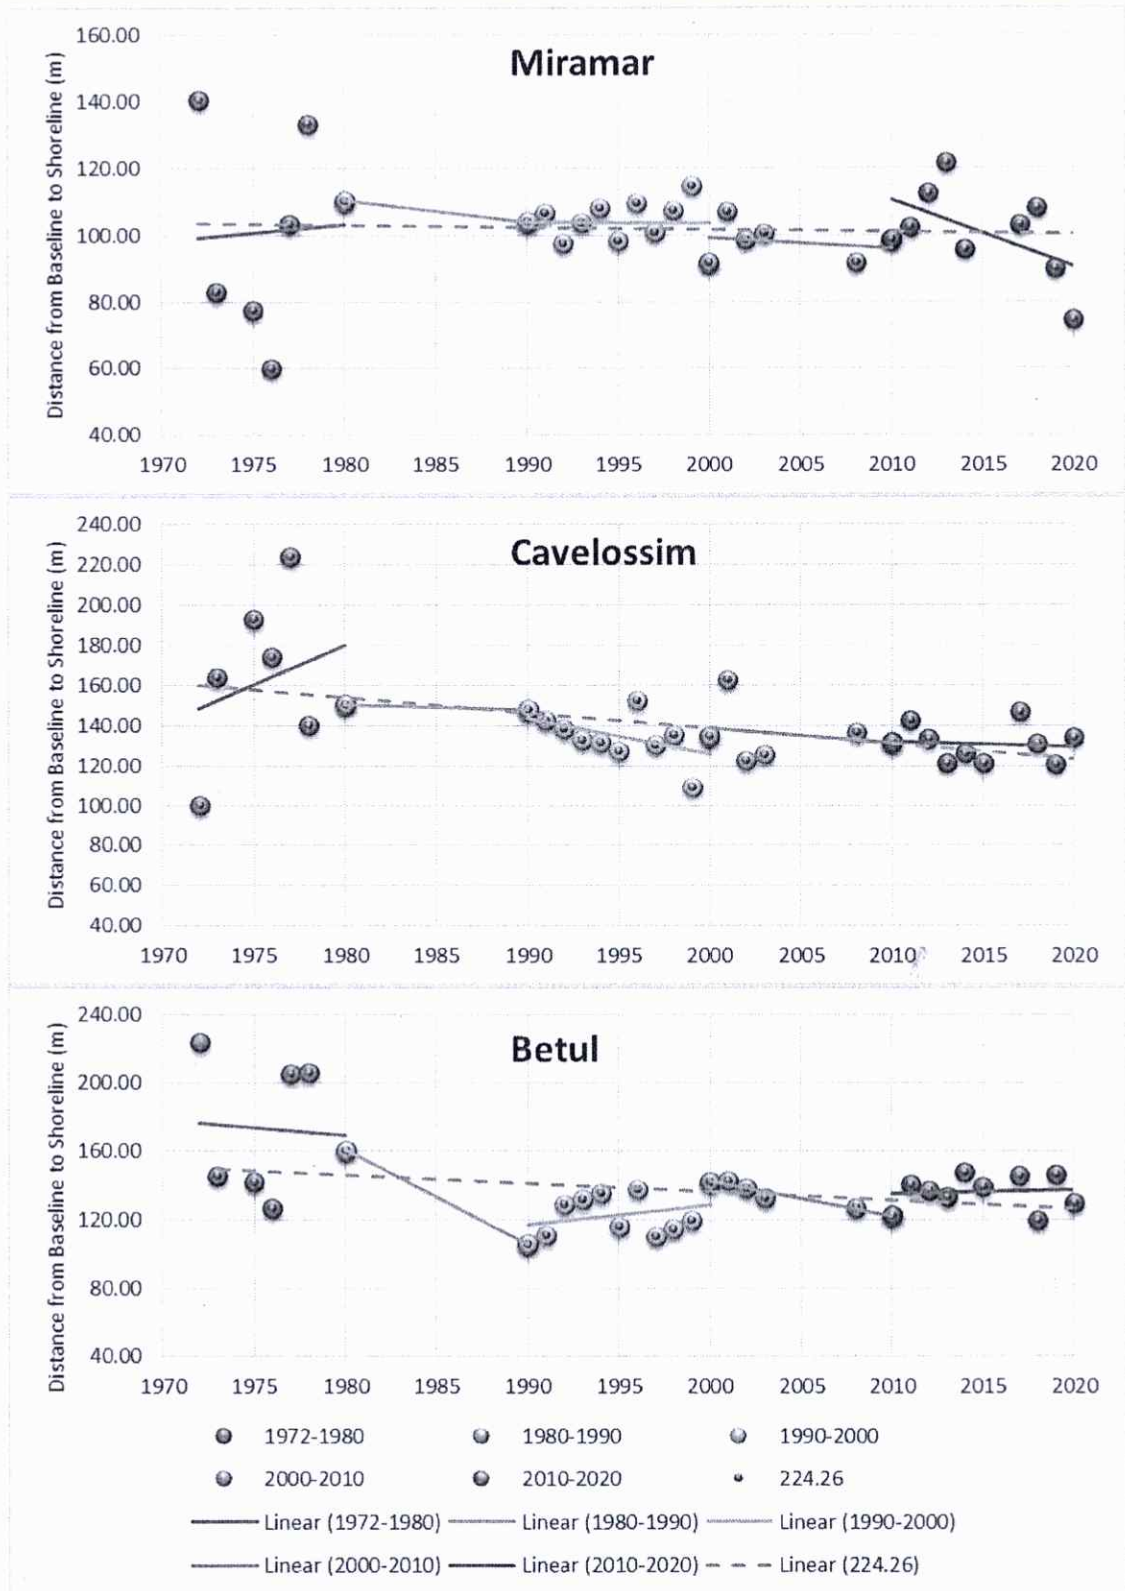 Miramar
Distance from Baseline to Shoreline (m)
160.00
140.00
120.00
100.00
80.00
60.00
40.00
1970 1975 1980 1985 1990 1995 2000 2005 2010 2015 2020
Cavelossim
Distance from Baseline to Shoreline (m)
240.00
220.00
200.00
180.00
160.00
140.00
120.00
100.00
80.00
60.00
40.00
1970 1975 1980 1985 1990 1995 2000 2005 2010 2015 2020
Betul
Distance from Baseline to Shoreline (m)
240.00
200.00
160.00
120.00
80.00
40.00
1970 1975 1980 1985 1990 1995 2000 2005 2010 2015 2020
1972-1980 1980-1990 1990-2000
2000-2010 2010-2020 224.26
Linear (1972-1980) Linear (1980-1990) Linear (1990-2000)
Linear (2000-2010) Linear (2010-2020) Linear (224.26)